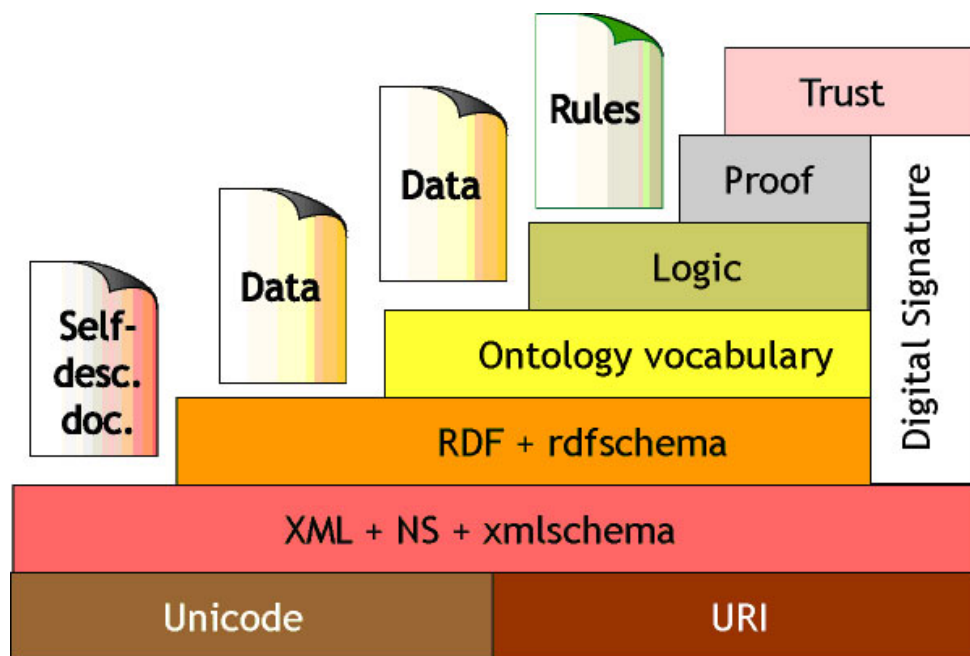 Trust
Rules
Proof
Data
Logic
Data
Self-
desc.
doc.
Ontology vocabulary
Digital Signature
RDF + rdfschema
XML + NS + xmlschema
Unicode
URI